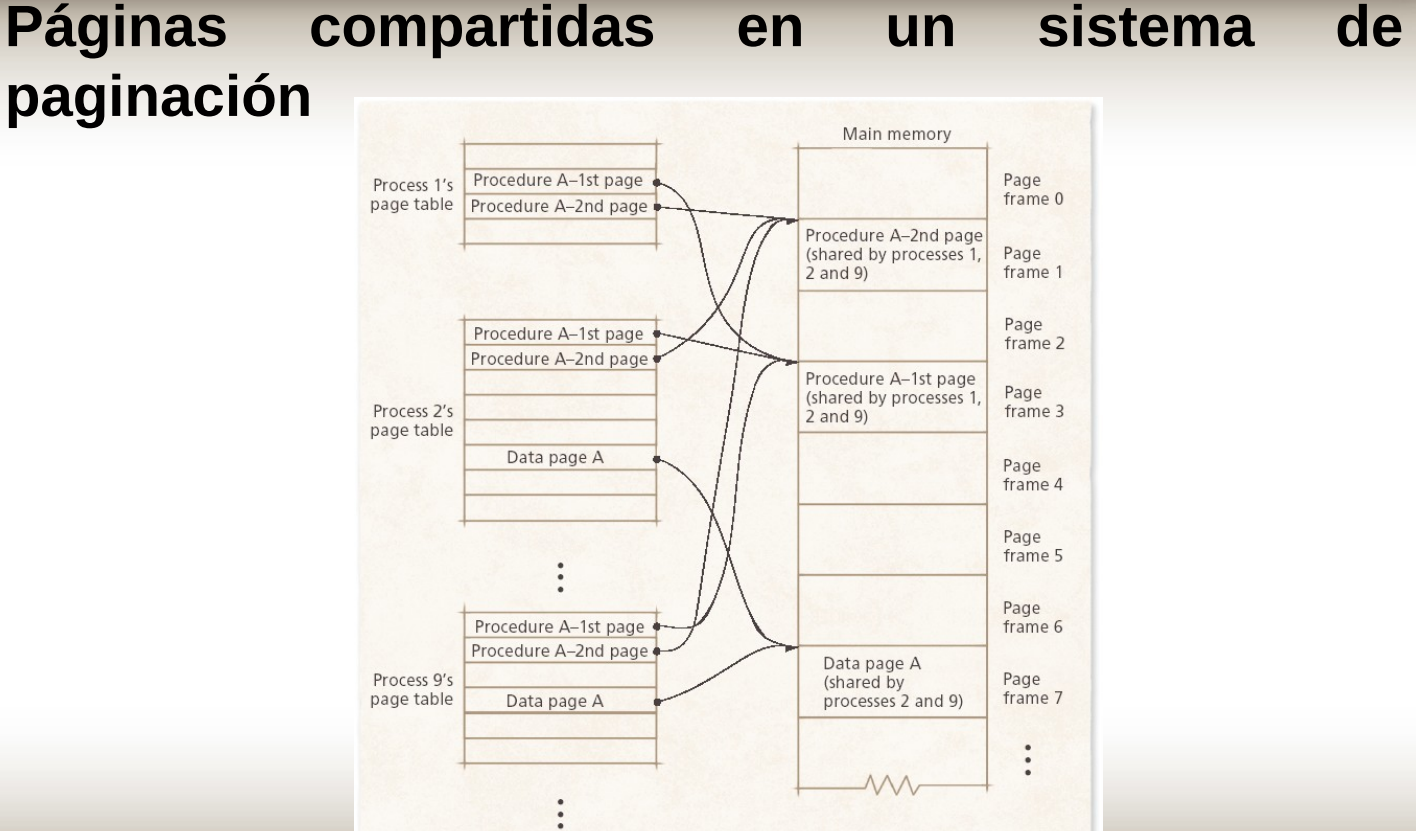 Páginas compartidas en un sistema de
paginación
Main memory
Process 1's
page table
Procedure A–1st page
Procedure A–2nd page
Process 2's
page table
Procedure A–1st page
Procedure A–2nd page
Data page A
Process 9's
page table
Procedure A–1st page
Procedure A–2nd page
Data page A
Procedure A–2nd page
(shared by processes 1,
2 and 9)
Procedure A–1st page
(shared by processes 1,
2 and 9)
Data page A
(shared by
processes 2 and 9)
Page
frame 0
Page
frame 1
Page
frame 2
Page
frame 3
Page
frame 4
Page
frame 5
Page
frame 6
Page
frame 7